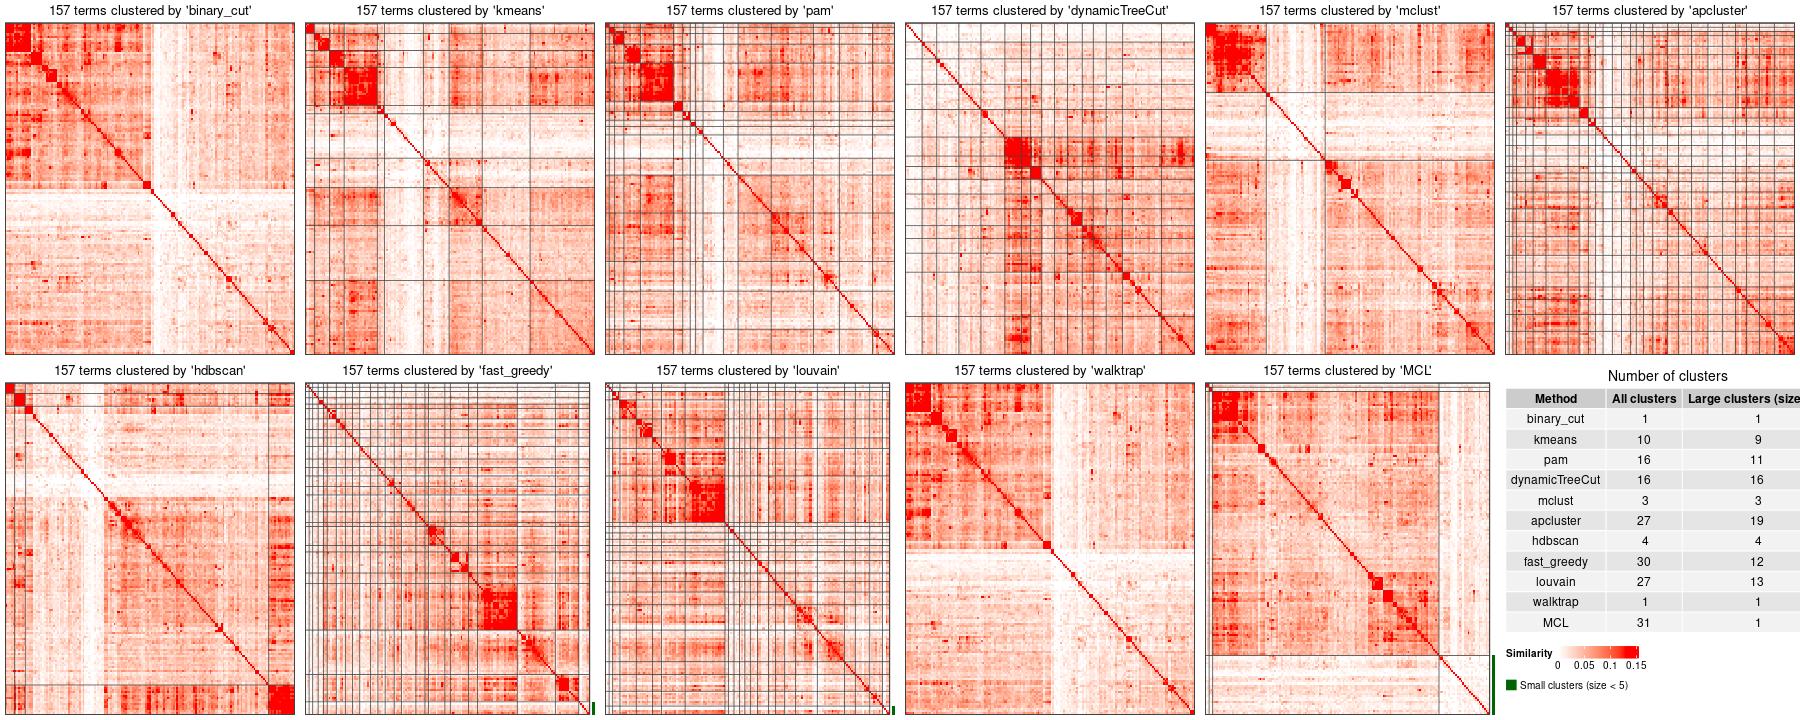 157 terms clustered by 'binary_cut'
157 terms clustered by 'kmeans'
157 terms clustered by 'pam'
157 terms clustered by 'dynamicTreeCut'
157 terms clustered by 'mclust'
157 terms clustered by 'apcluster'
157 terms clustered by 'hdbscan'
157 terms clustered by 'fast_greedy'
157 terms clustered by 'louvain'
157 terms clustered by 'walktrap'
157 terms clustered by 'MCL'
Number of clusters
Method All clusters Large clusters (size
binary_cut 1 1
kmeans 10 9
pam 16 11
dynamicTreeCut 16 16
mclust 3 3
apcluster 27 19
hdbscan 4 4
fast_greedy 30 12
louvain 27 13
walktrap 1 1
MCL 31 1
Similarity
0 0.05 0.1 0.15
Small clusters (size < 5)